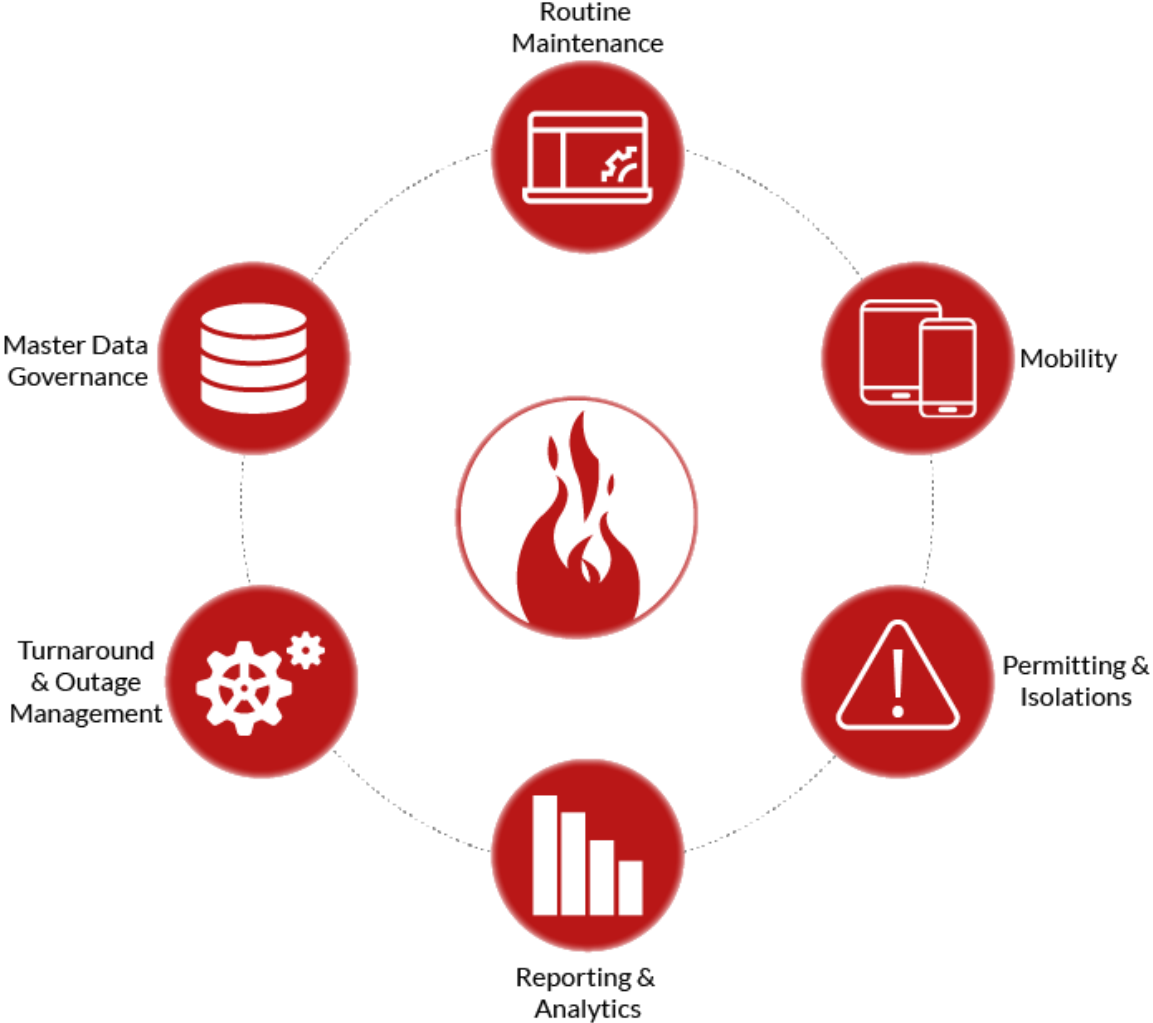 Routine
Maintenance
Mobility
Permitting &
Isolations
Reporting &
Analytics
Turnaround
& Outage
Management
Master Data
Governance